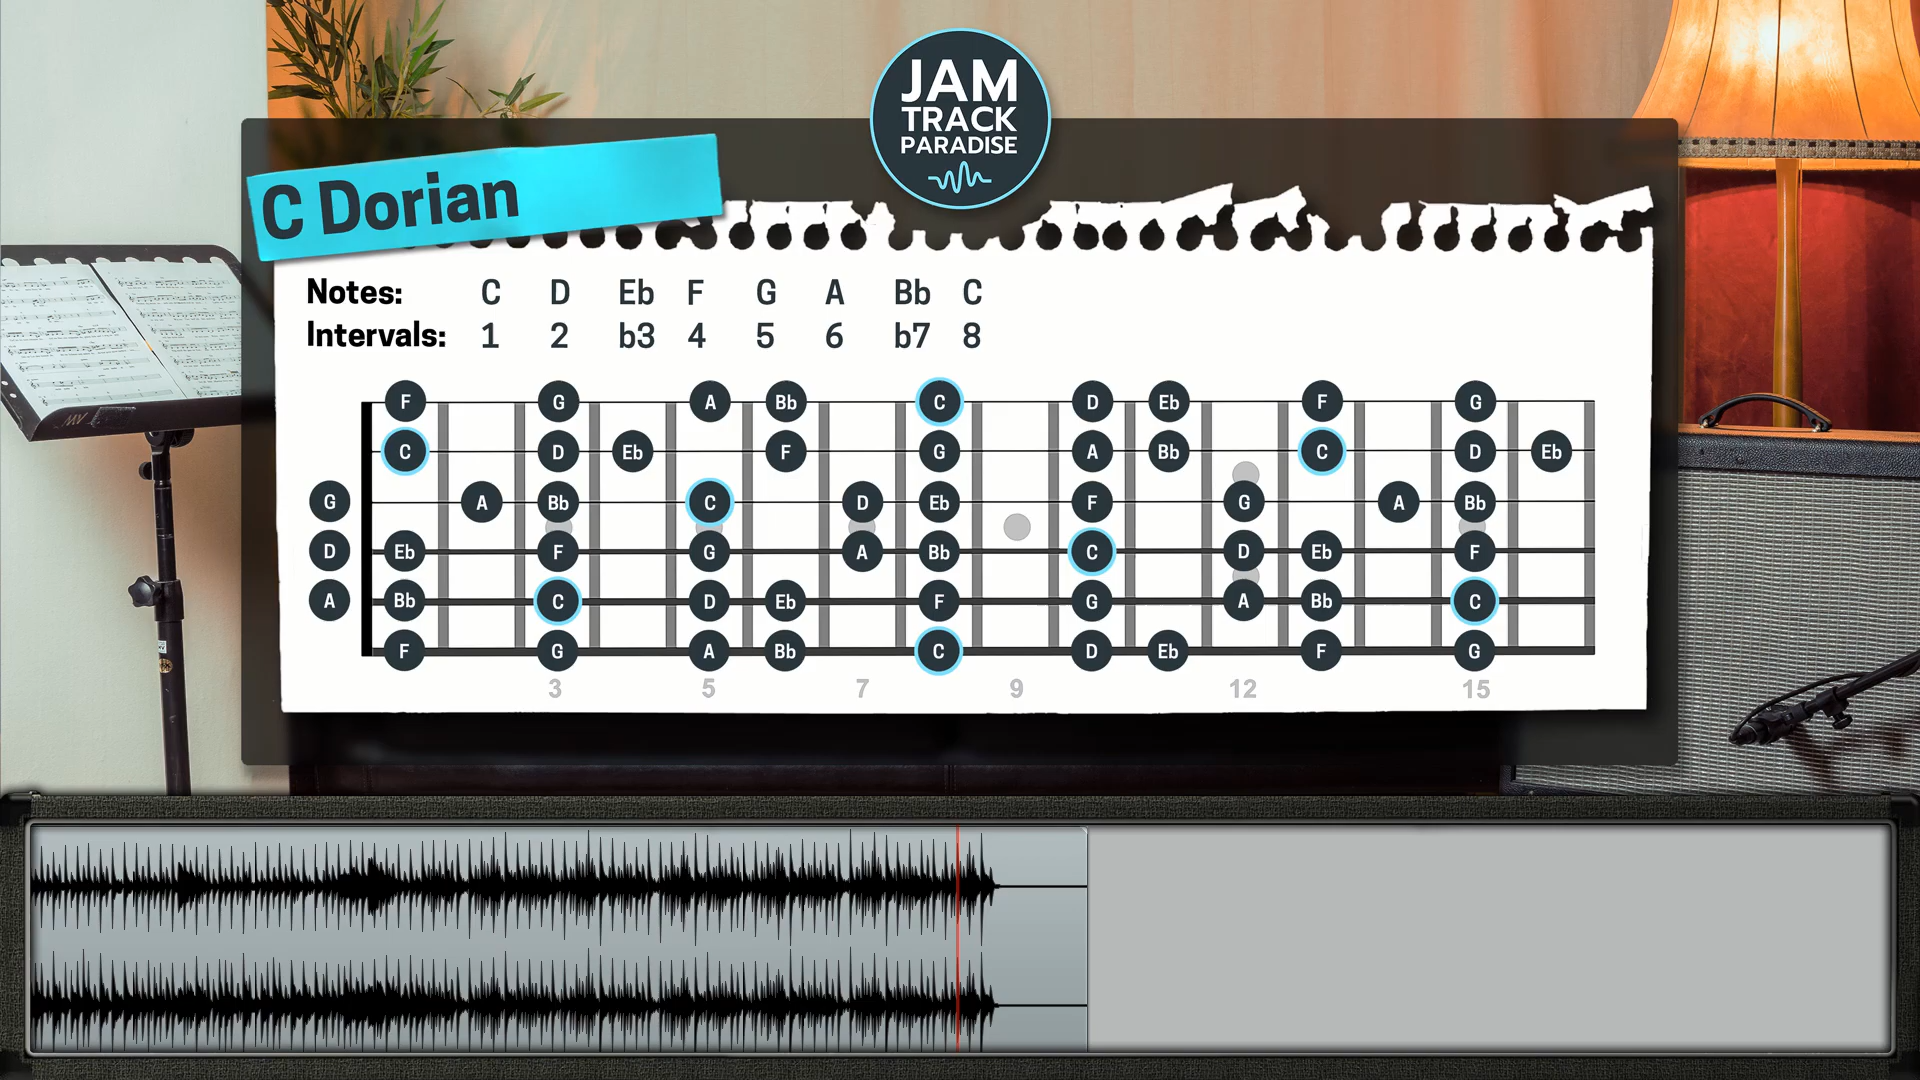 JAM
TRACK
PARADISE
C Dorian
Notes: C D Eb F G A Bb C
Intervals: 1 2 b3 4 5 6 b7 8
F G A Bb C D Eb F G
C D Eb F G A Bb C D Eb
G A Bb C D Eb F G A Bb
D Eb F G A Bb C D Eb F
A Bb C D Eb F G A Bb C
F G A Bb C D Eb F G
3 5 7 9 12 15